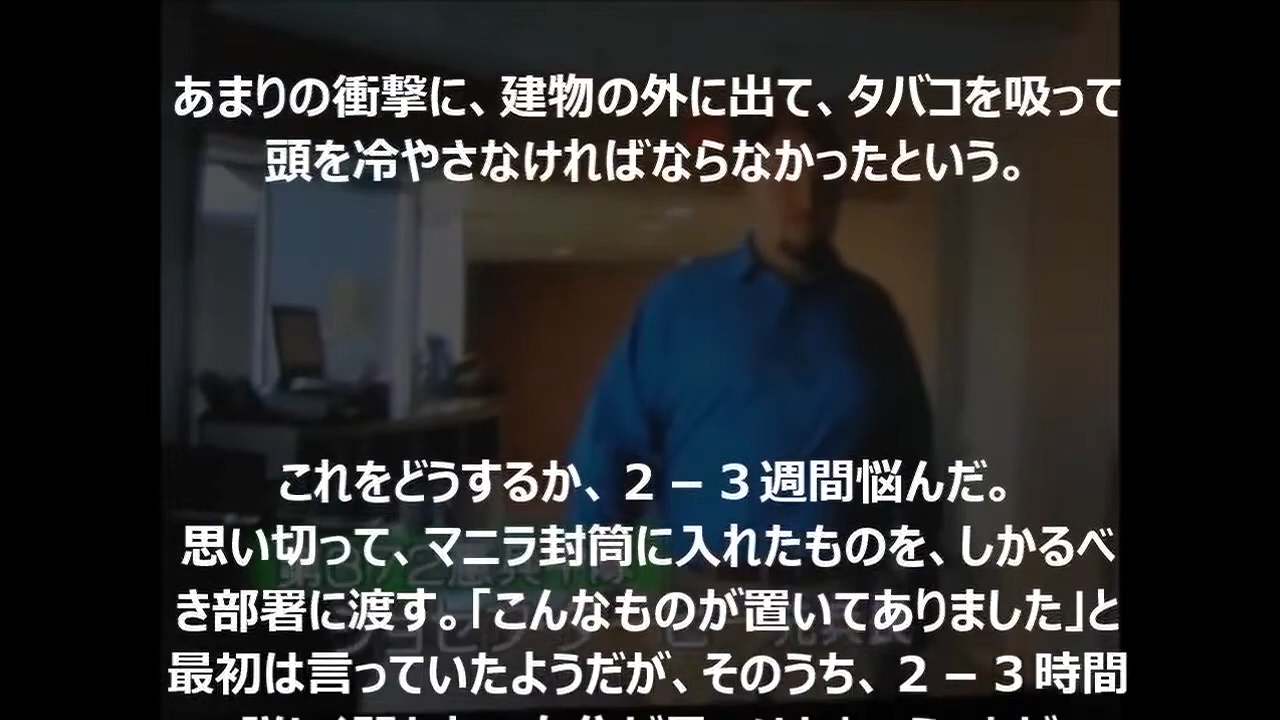 あまりの衝撃に、建物の外に出て、タバコを吸って
頭を冷やさなければならなかったという。
これをどうするか、２－３週間悩んだ。
思い切って、マニラ封筒に入れたものを、しかるべ
き部署に渡す。「こんなものが置いてありました」と
最初は言っていたようだが、そのうち、２－３時間